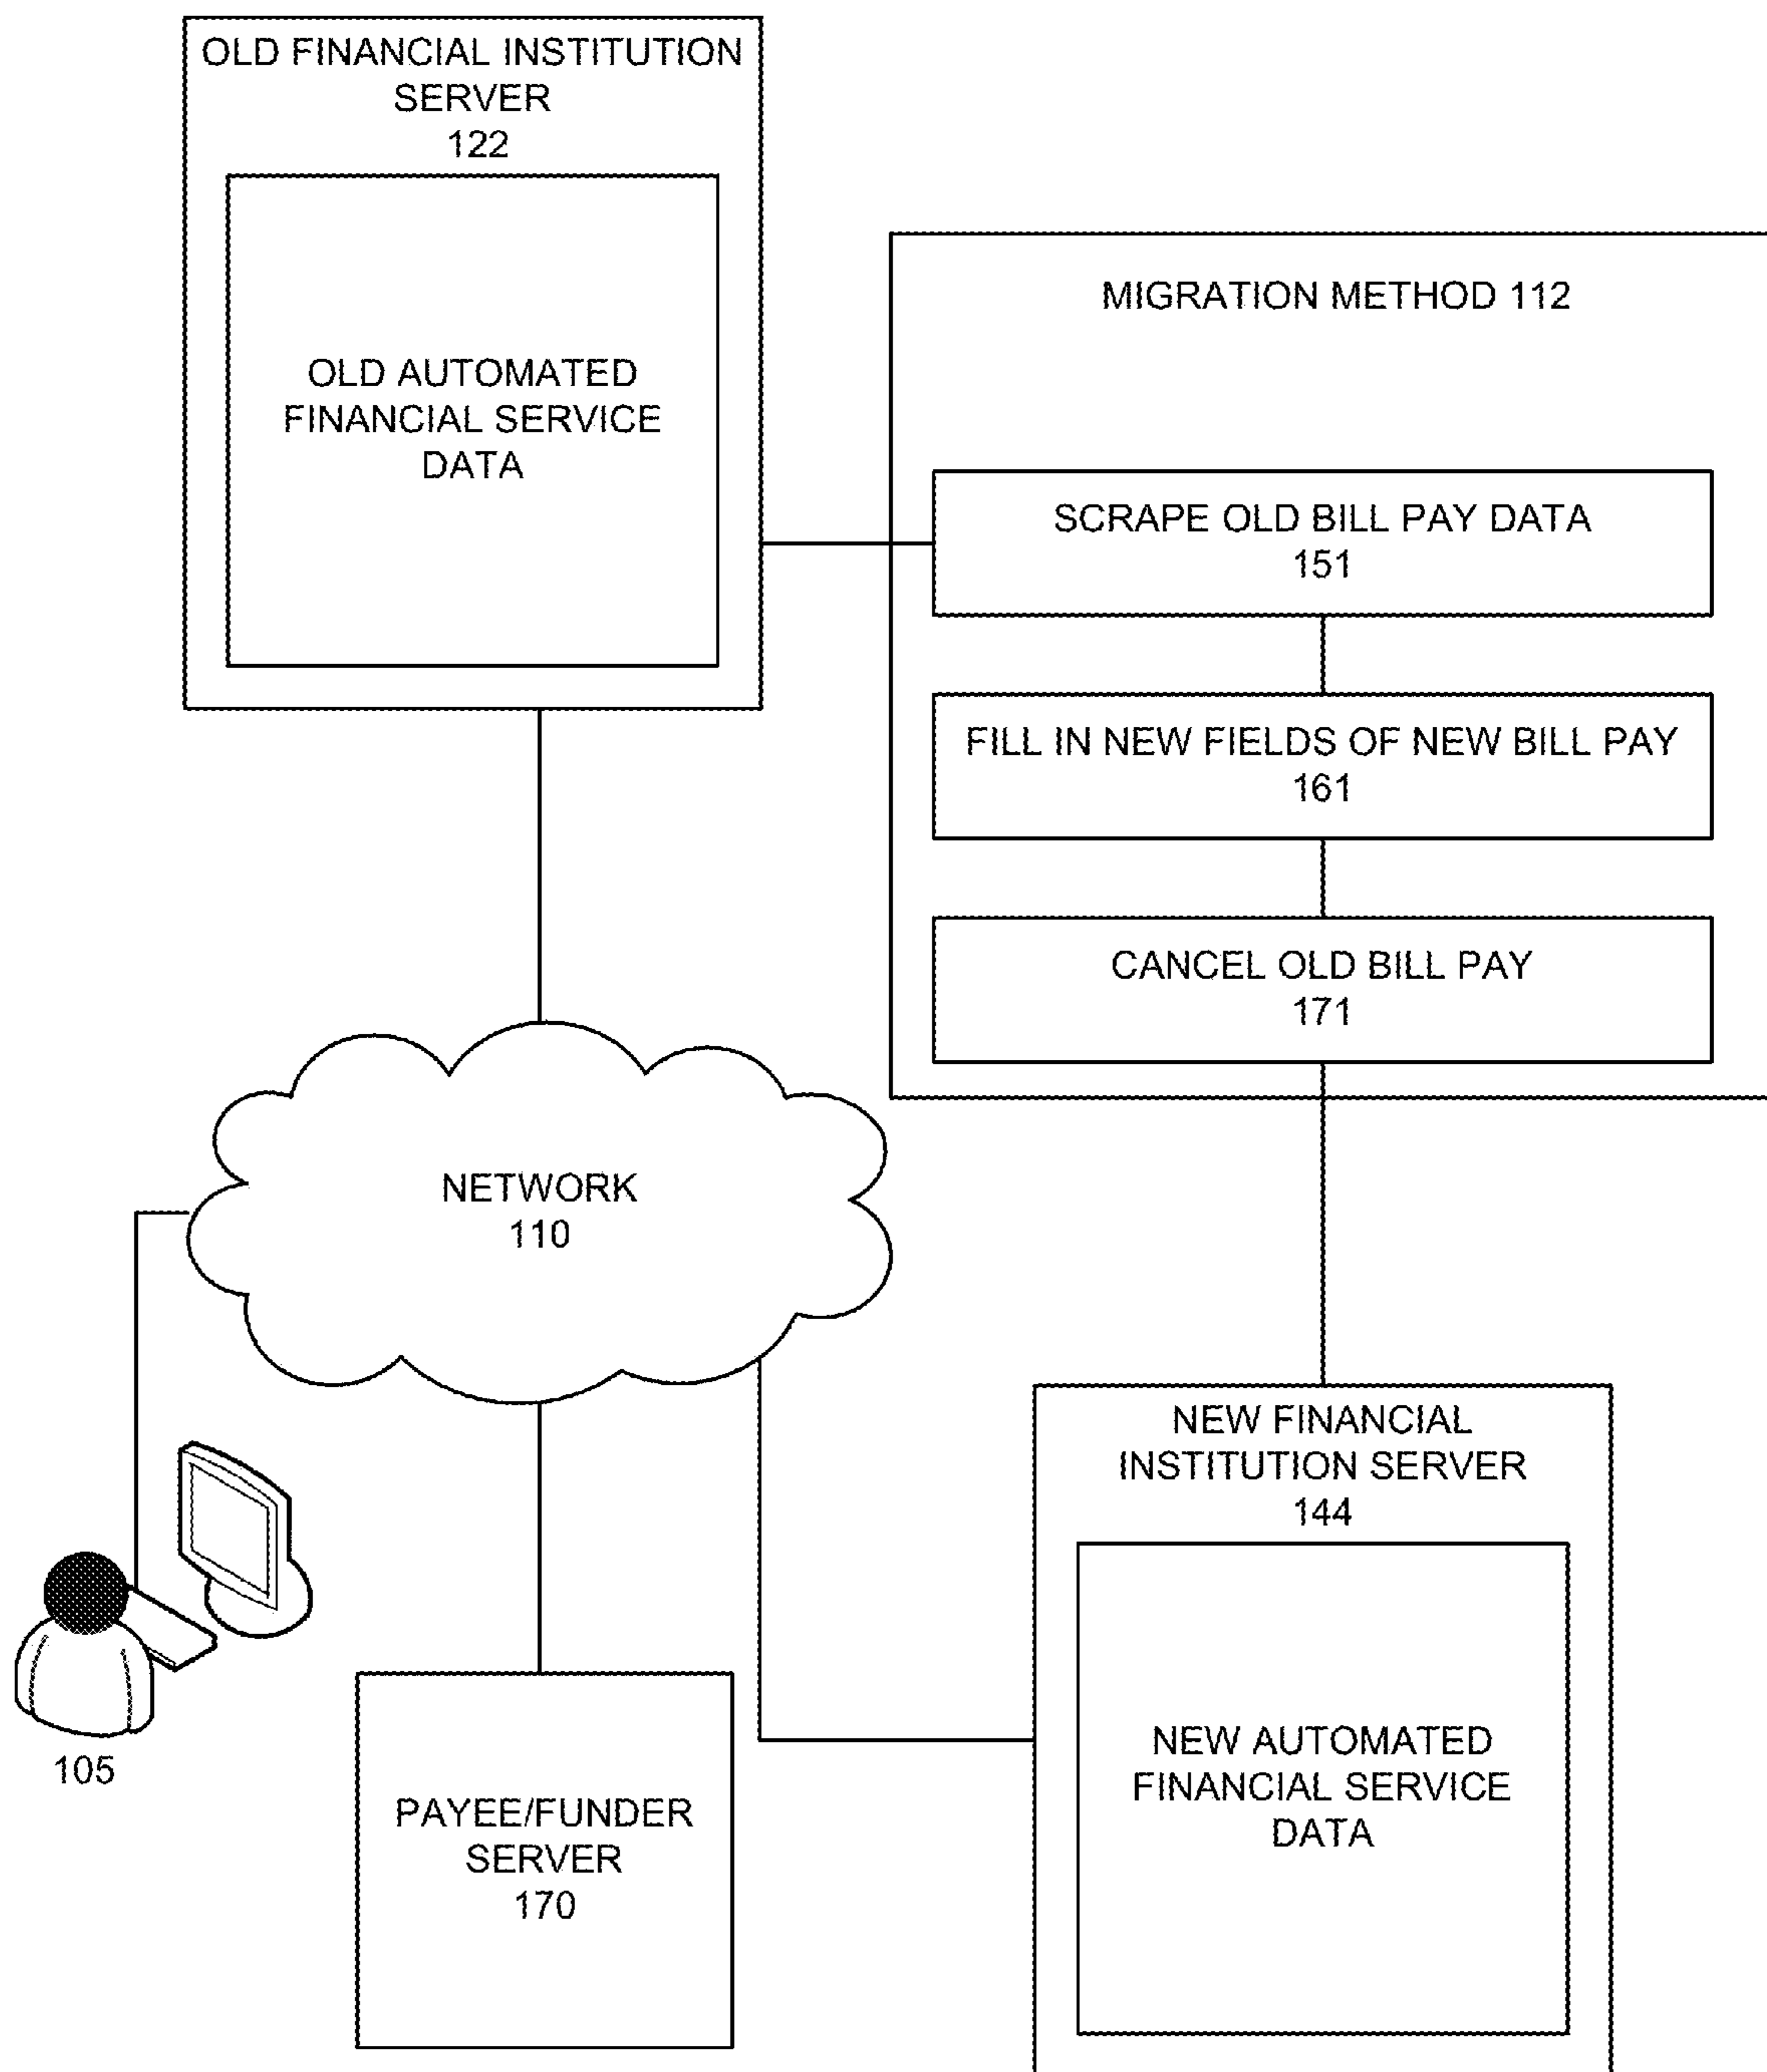 OLD FINANCIAL INSTITUTION
SERVER
122
OLD AUTOMATED
FINANCIAL SERVICE
DATA
MIGRATION METHOD 112
SCRAPE OLD BILL PAY DATA
151
FILL IN NEW FIELDS OF NEW BILL PAY
161
CANCEL OLD BILL PAY
171
NETWORK
110
105
PAYEE/FUNDER
SERVER
170
NEW FINANCIAL
INSTITUTION SERVER
144
NEW AUTOMATED
FINANCIAL SERVICE
DATA